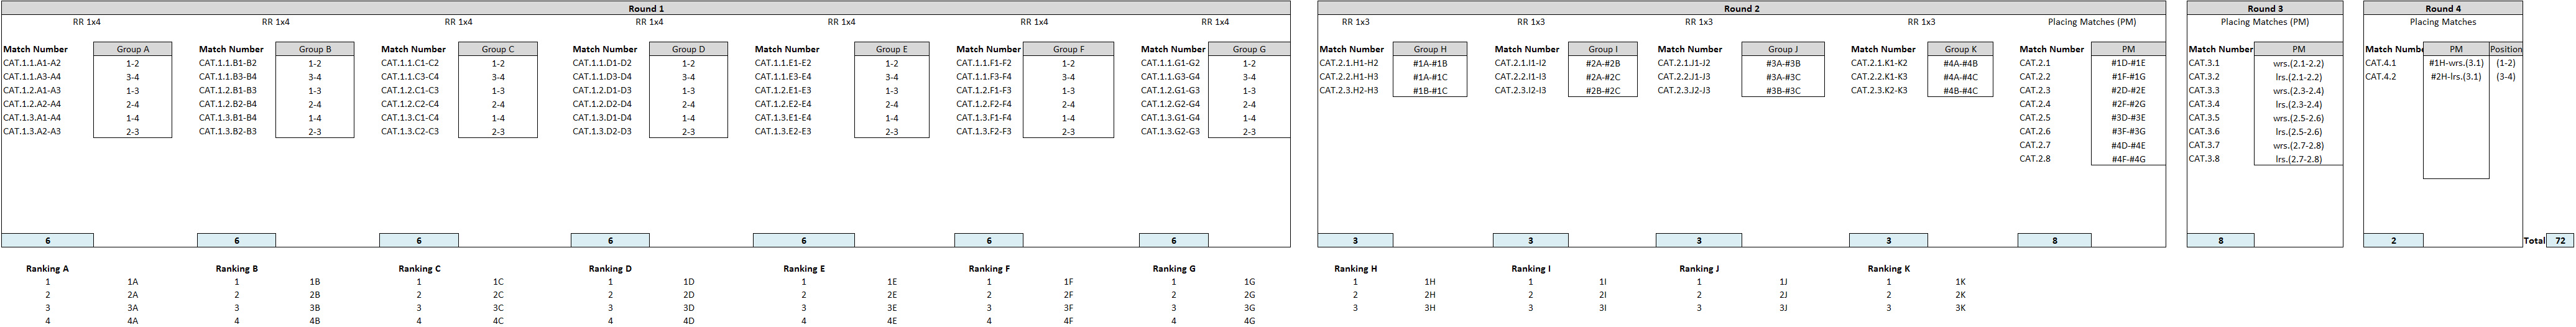 Round 1 Round 2 Round 3 Round 4
RR 1x4 RR 1x4 RR 1x4 RR 1x4 RR 1x4 RR 1x4 RR 1x4 RR 1x3 RR 1x3 RR 1x3 RR 1x3 Placing Matches (PM) Placing Matches (PM) Placing Matches
Match Number Group A Match Number Group B Match Number Group C Match Number Group D Match Number Group E Match Number Group F Match Number Group G Match Number Group H Match Number Group I Match Number Group J Match Number Group K Match Number PM Match Number PM Match Number PM Position
CAT.1.1.A1-A2 1-2 CAT.1.1.B1-B2 1-2 CAT.1.1.C1-C2 1-2 CAT.1.1.D1-D2 1-2 CAT.1.1.E1-E2 1-2 CAT.1.1.F1-F2 1-2 CAT.1.1.G1-G2 1-2 CAT.2.1.H1-H2 #1A-#1B CAT.2.1.I1-I2 #2A-#2B CAT.2.1.J1-J2 #3A-#3B CAT.2.1.K1-K2 #4A-#4B CAT.2.1 #1D-#1E CAT.3.1 wrs.(2.1-2.2) CAT.4.1 #1H-wrs.(3.1) (1-2)
CAT.1.1.A3-A4 3-4 CAT.1.1.B3-B4 3-4 CAT.1.1.C3-C4 3-4 CAT.1.1.D3-D4 3-4 CAT.1.1.E3-E4 3-4 CAT.1.1.F3-F4 3-4 CAT.1.1.G3-G4 3-4 CAT.2.2.H1-H3 #1A-#1C CAT.2.2.I1-I3 #2A-#2C CAT.2.2.J1-J3 #3A-#3C CAT.2.2.K1-K3 #4A-#4C CAT.2.2 #1F-#1G CAT.3.2 lrs.(2.1-2.2) CAT.4.2 #2H-lrs.(3.1) (3-4)
CAT.1.2.A1-A3 1-3 CAT.1.2.B1-B3 1-3 CAT.1.2.C1-C3 1-3 CAT.1.2.D1-D3 1-3 CAT.1.2.E1-E3 1-3 CAT.1.2.F1-F3 1-3 CAT.1.2.G1-G3 1-3 CAT.2.3.H2-H3 #1B-#1C CAT.2.3.I2-I3 #2B-#2C CAT.2.3.J2-J3 #3B-#3C CAT.2.3.K2-K3 #4B-#4C CAT.2.3 #2D-#2E CAT.3.3 wrs.(2.3-2.4)
CAT.1.2.A2-A4 2-4 CAT.1.2.B2-B4 2-4 CAT.1.2.C2-C4 2-4 CAT.1.2.D2-D4 2-4 CAT.1.2.E2-E4 2-4 CAT.1.2.F2-F4 2-4 CAT.1.2.G2-G4 2-4 CAT.2.4 #2F-#2G CAT.3.4 lrs.(2.3-2.4)
CAT.1.3.A1-A4 1-4 CAT.1.3.B1-B4 1-4 CAT.1.3.C1-C4 1-4 CAT.1.3.D1-D4 1-4 CAT.1.3.E1-E4 1-4 CAT.1.3.F1-F4 1-4 CAT.1.3.G1-G4 1-4 CAT.2.5 #3D-#3E CAT.3.5 wrs.(2.5-2.6)
CAT.1.3.A2-A3 2-3 CAT.1.3.B2-B3 2-3 CAT.1.3.C2-C3 2-3 CAT.1.3.D2-D3 2-3 CAT.1.3.E2-E3 2-3 CAT.1.3.F2-F3 2-3 CAT.1.3.G2-G3 2-3 CAT.2.6 #3F-#3G CAT.3.6 lrs.(2.5-2.6)
CAT.2.7 #4D-#4E CAT.3.7 wrs.(2.7-2.8)
CAT.2.8 #4F-#4G CAT.3.8 lrs.(2.7-2.8)
6 6 6 6 6 6 6 3 3 3 3 8 8 2 Total 72
Ranking A Ranking B Ranking C Ranking D Ranking E Ranking F Ranking G Ranking H Ranking I Ranking J Ranking K
1 1A 1 1B 1 1C 1 1D 1 1E 1 1F 1 1G 1 1H 1 1I 1 1J 1 1K
2 2A 2 2B 2 2C 2 2D 2 2E 2 2F 2 2G 2 2H 2 2I 2 2J 2 2K
3 3A 3 3B 3 3C 3 3D 3 3E 3 3F 3 3G 3 3H 3 3I 3 3J 3 3K
4 4A 4 4B 4 4C 4 4D 4 4E 4 4F 4 4G